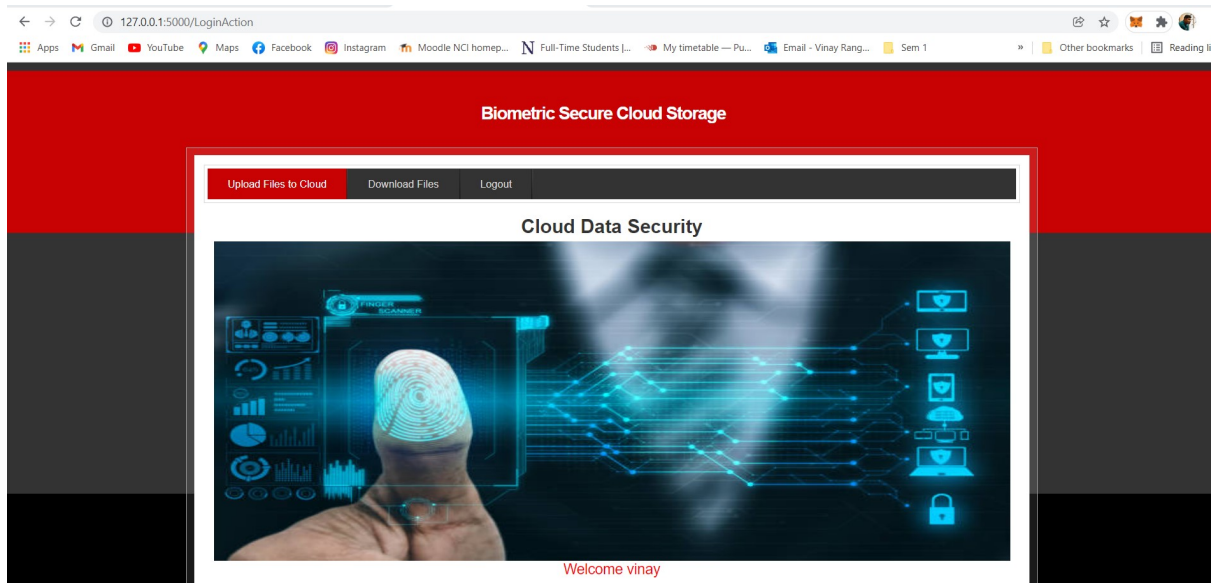 127.0.0.1:5000/LoginAction
Apps Gmail YouTube Maps Facebook Instagram Moodle NCI homep... Full-Time Students |... My timetable — Pu... Email - Vinay Rang... Sem 1 » Other bookmarks Reading li
Biometric Secure Cloud Storage
Upload Files to Cloud Download Files Logout
Cloud Data Security
FINGER
SCANNER
Welcome vinay